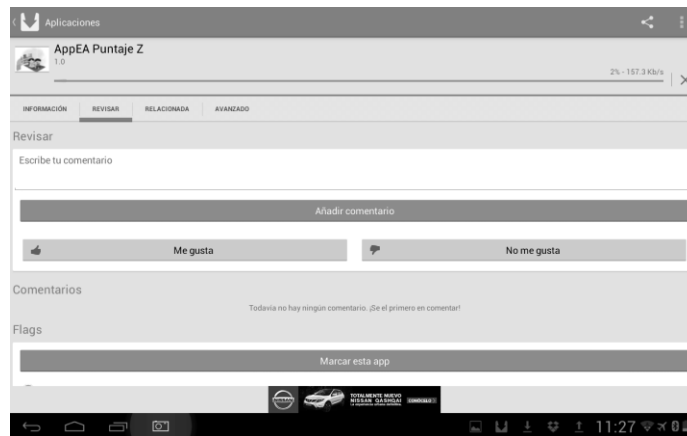 Aplicaciones
AppEA Puntaje Z
1.0
2% - 157.3 Kb/s
INFORMACIÓN REVISAR RELACIONADA AVANZADO
Revisar
Escribe tu comentario
Añadir comentario
Me gusta No me gusta
Comentarios
Todavía no hay ningún comentario. ¡Se el primero en comentar!
Flags
Marcar esta app
TOTALMENTE NUEVO
NISSAN QASHQAI
11:27